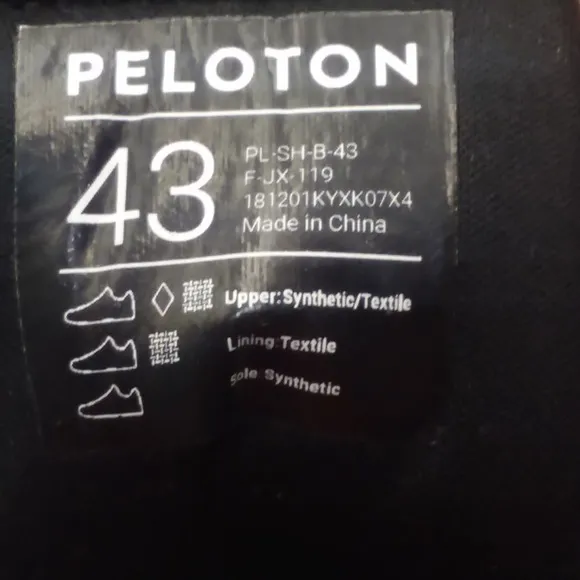 PELOTON
43
PL-SH-B-43
F-JX-119
181201KYXK07X4
Made in China
Upper:Synthetic/Textile
Lining:Textile
Sole:Synthetic